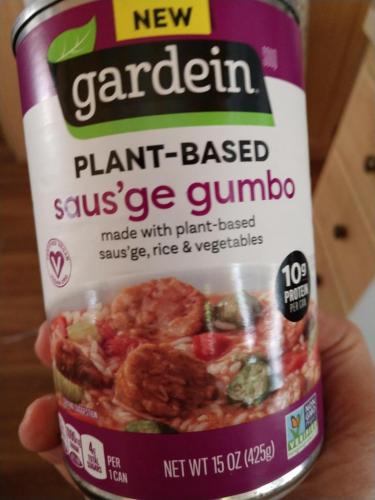 NEW
gardein
PLANT-BASED
saus'ge gumbo
made with plant-based
saus'ge, rice & vegetables
10g
PROTEIN
PER CAN
PER
1 CAN
NET WT 15 OZ (425g)